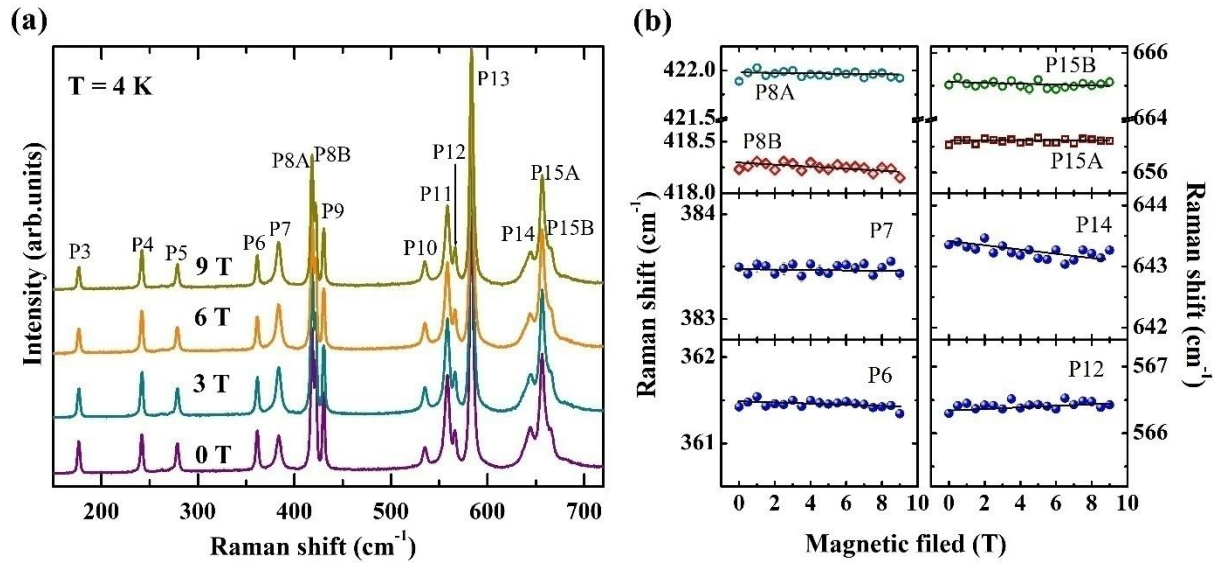 (a)
T = 4 K
P3
P4
P5
P6
P7
P8A
P8B
P9
P10
P11
P12
P13
P14
P15A
P15B
9 T
6 T
3 T
0 T
Intensity (arb.units)
200 300 400 500 600 700
Raman shift (cm-1)
(b)
422.0
421.5
418.5
418.0
384
383
362
361
P8A
P8B
P7
P6
Raman shift (cm-1)
P15B
P15A
P14
P12
666
664
656
644
643
642
567
566
Raman shift (cm-1)
0 2 4 6 8 10 0 2 4 6 8 10
Magnetic filed (T)